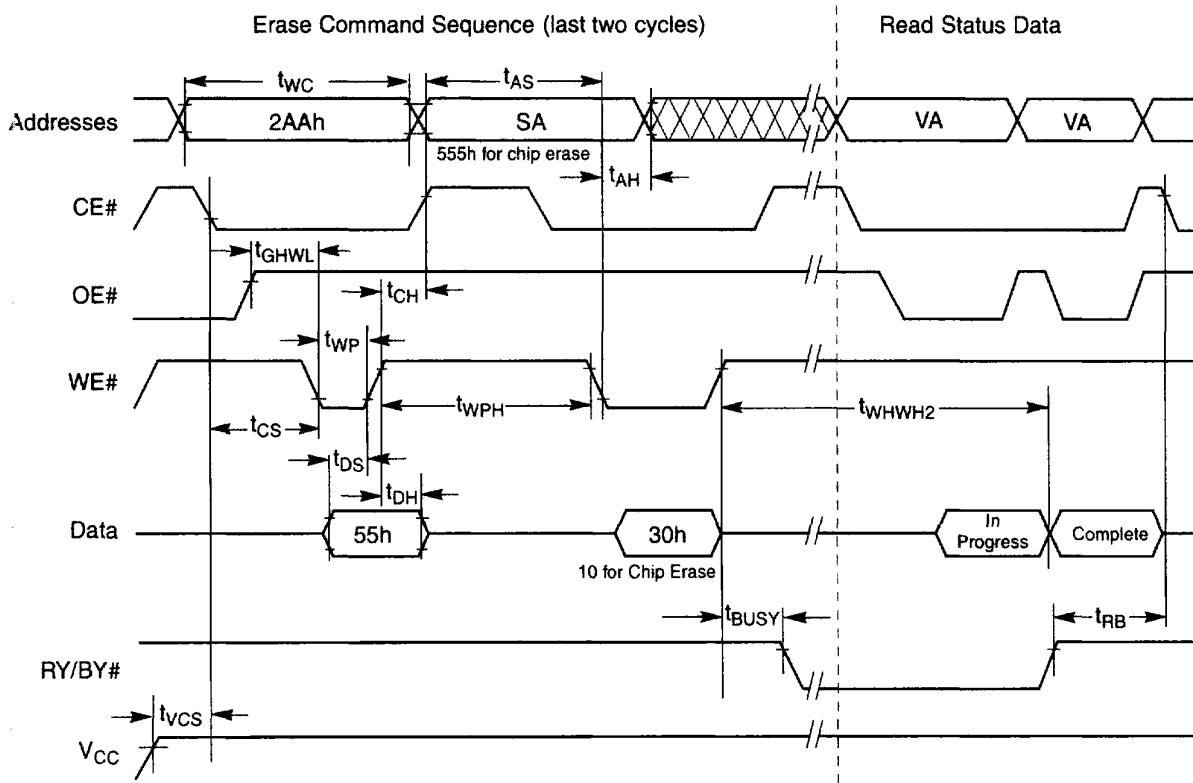 Erase Command Sequence (last two cycles)
Read Status Data
tWC
tAS
Addresses
2AAh
SA
VA
VA
555h for chip erase
tAH
CE#
tGHWL
OE#
tCH
tWP
WE#
tWPH
tWHWH2
tCS
tDS
tDH
Data
55h
30h
In
Progress
Complete
10 for Chip Erase
tBUSY
tRB
RY/BY#
tVCS
VCC